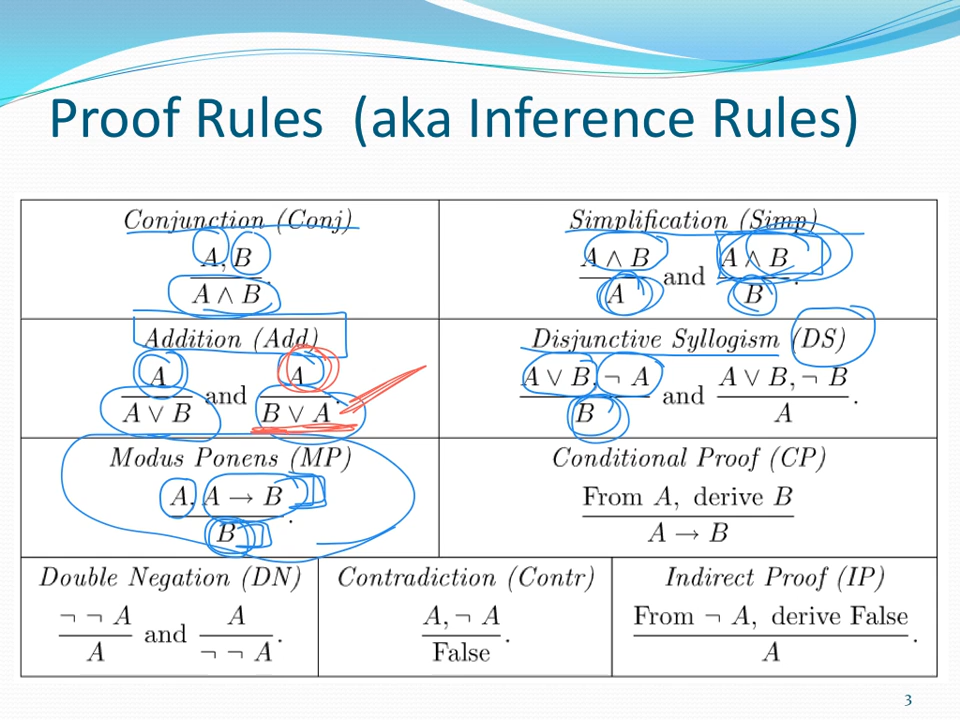 Proof Rules (aka Inference Rules)
Conjunction (Conj)
A, B
A ∧ B
.
Simplification (Simp)
A ∧ B
A
and
A ∧ B
B
.
Addition (Add)
A
A ∨ B
and
A
B ∨ A
.
Disjunctive Syllogism (DS)
A ∨ B, ¬ A
B
and
A ∨ B, ¬ B
A
.
Modus Ponens (MP)
A, A → B
B
.
Conditional Proof (CP)
From A, derive B
A → B
Double Negation (DN)
¬ ¬ A
A
and
A
¬ ¬ A
.
Contradiction (Contr)
A, ¬ A
False
.
Indirect Proof (IP)
From ¬ A, derive False
A
.
3